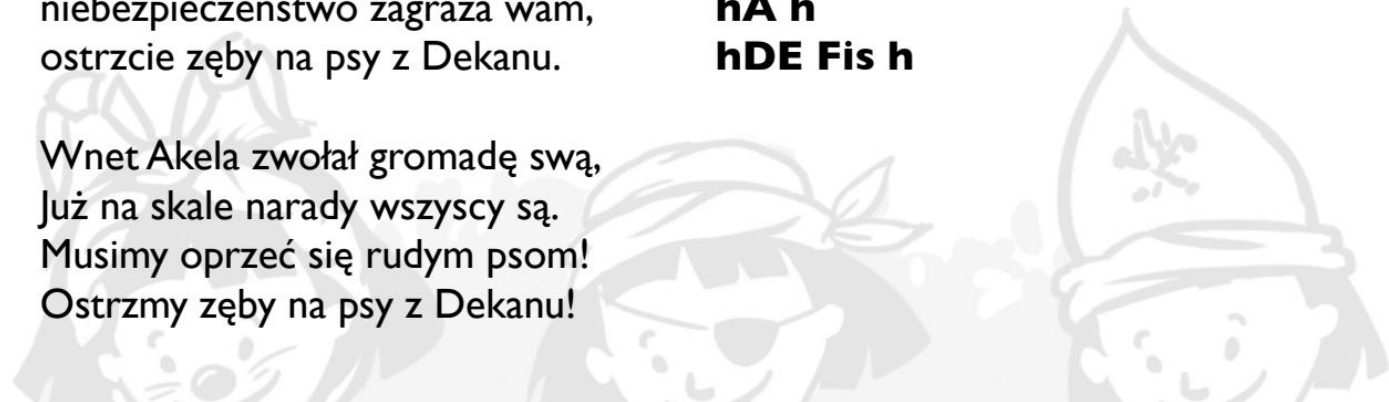 niebezpieczeństwo zagraża wam, hA h
ostrzcie zęby na psy z Dekanu. hDE Fis h
Wnet Akela zwołał gromadę swą,
Już na skale narady wszyscy są.
Musimy oprzeć się rudym psom!
Ostrzmy zęby na psy z Dekanu!